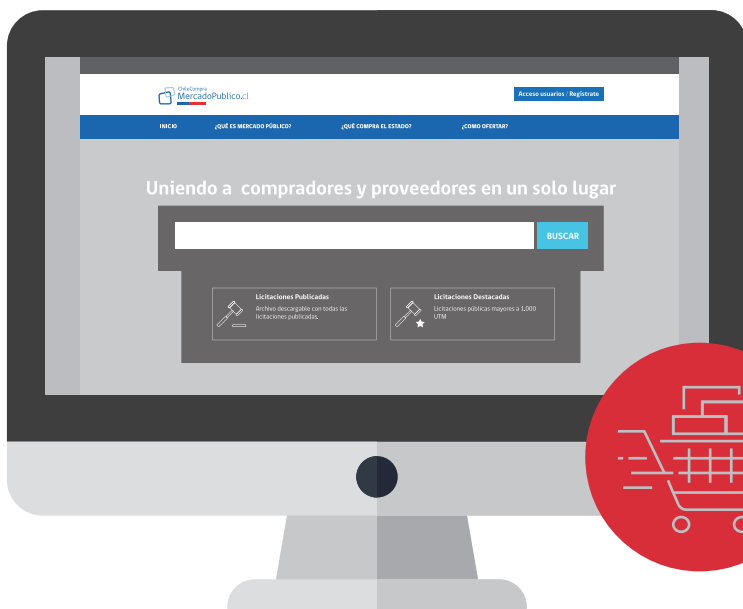 ChileCompra
MercadoPublico.cl
Acceso usuarios / Regístrate
INICIO
¿QUÉ ES MERCADO PÚBLICO?
¿QUÉ COMPRA EL ESTADO?
¿COMO OFERTAR?
Uniendo a compradores y proveedores en un solo lugar
BUSCAR
Licitaciones Publicadas
Archivo descargable con todas las
licitaciones publicadas.
Licitaciones Destacadas
Licitaciones públicas mayores a 1.000
UTM